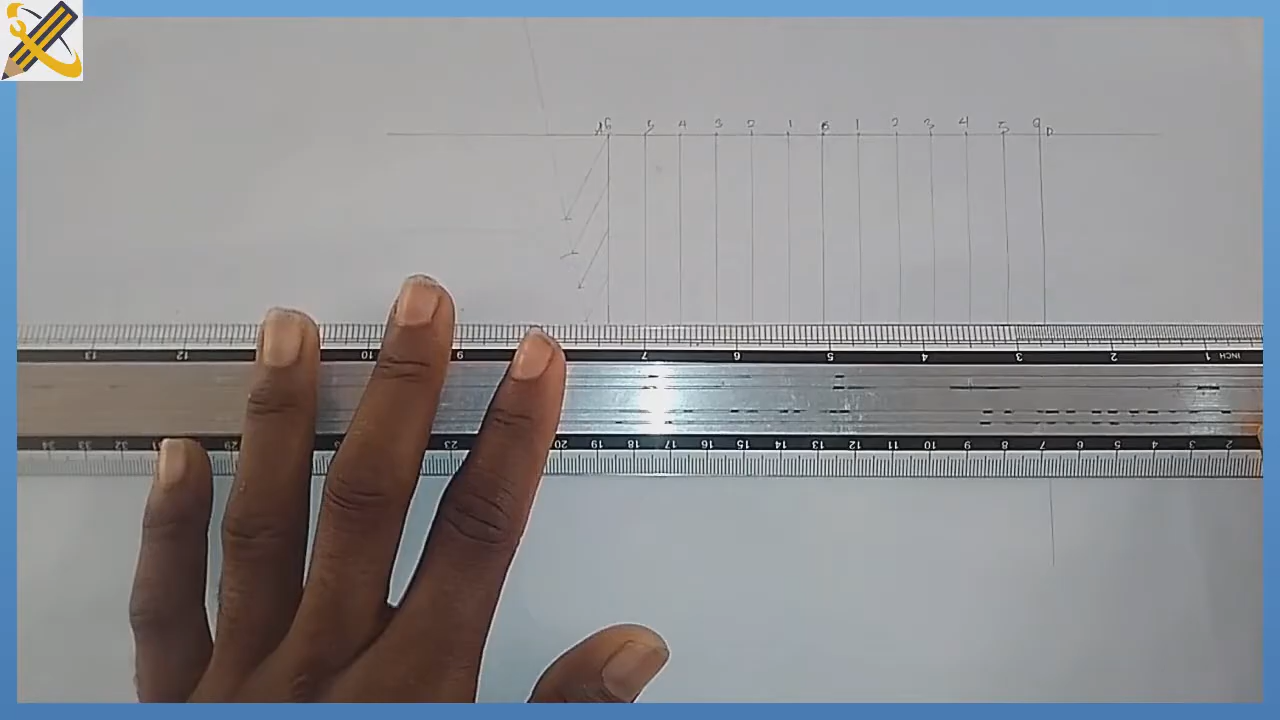 A 6 5 4 3 2 1 B 1 2 3 4 5 6 D
13 12 10 9 7 6 5 4 3 2 1 INCH
34 33 32 31 29 23 20 19 18 17 16 15 14 13 12 11 10 9 8 7 6 5 4 3 2